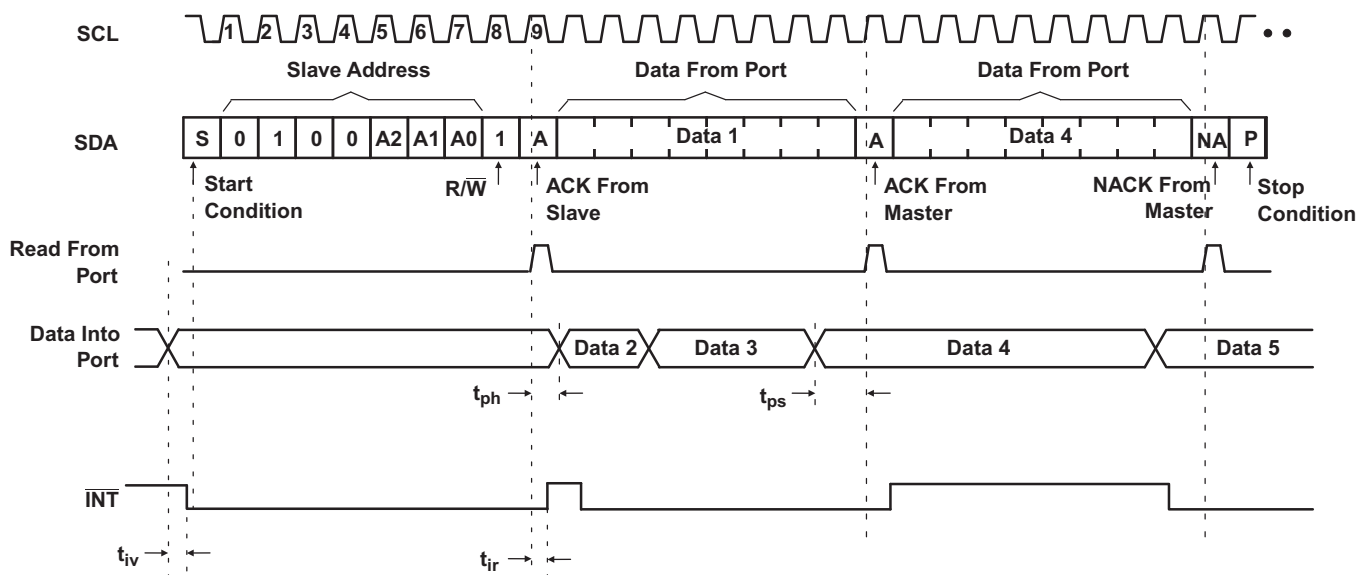 SCL
1 2 3 4 5 6 7 8 9
Slave Address
Data From Port
Data From Port
SDA
S 0 1 0 0 A2 A1 A0 1 A Data 1 A Data 4 NA P
Start
Condition
R/W̅
ACK From
Slave
ACK From
Master
NACK From
Master
Stop
Condition
Read From
Port
Data Into
Port
Data 2 Data 3 Data 4 Data 5
tph
tps
I̅N̅T̅
tiv
tir